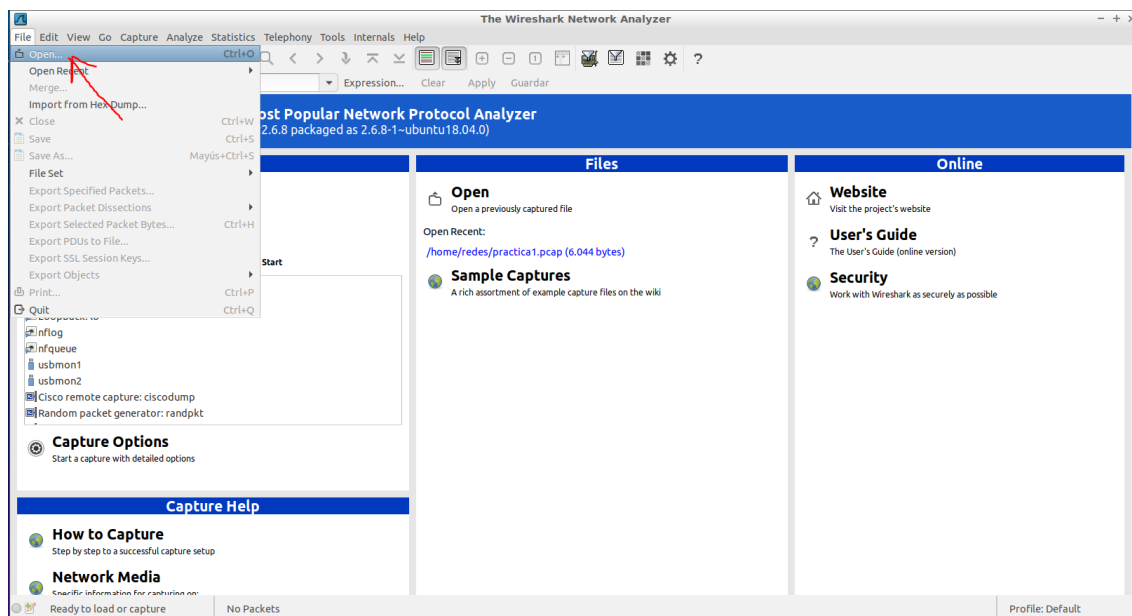 The Wireshark Network Analyzer
File Edit View Go Capture Analyze Statistics Telephony Tools Internals Help
Open... Ctrl+O
Open Recent
Merge...
Import from Hex Dump...
Close Ctrl+W
Save Ctrl+S
Save As... Mayús+Ctrl+S
File Set
Export Specified Packets...
Export Packet Dissections
Export Selected Packet Bytes... Ctrl+H
Export PDUs to File...
Export SSL Session Keys...
Export Objects
Print... Ctrl+P
Quit Ctrl+Q
Expression... Clear Apply Guardar
Popular Network Protocol Analyzer
2.6.8 packaged as 2.6.8-1~ubuntu18.04.0)
Start
nflog
nfqueue
usbmon1
usbmon2
Cisco remote capture: ciscodump
Random packet generator: randpkt
Capture Options
Start a capture with detailed options
Capture Help
How to Capture
Step by step to a successful capture setup
Network Media
Specific information for capturing on:
Files
Open
Open a previously captured file
Open Recent:
/home/redes/practica1.pcap (6.044 bytes)
Sample Captures
A rich assortment of example capture files on the wiki
Online
Website
Visit the project's website
User's Guide
The User's Guide (online version)
Security
Work with Wireshark as securely as possible
Ready to load or capture
No Packets
Profile: Default